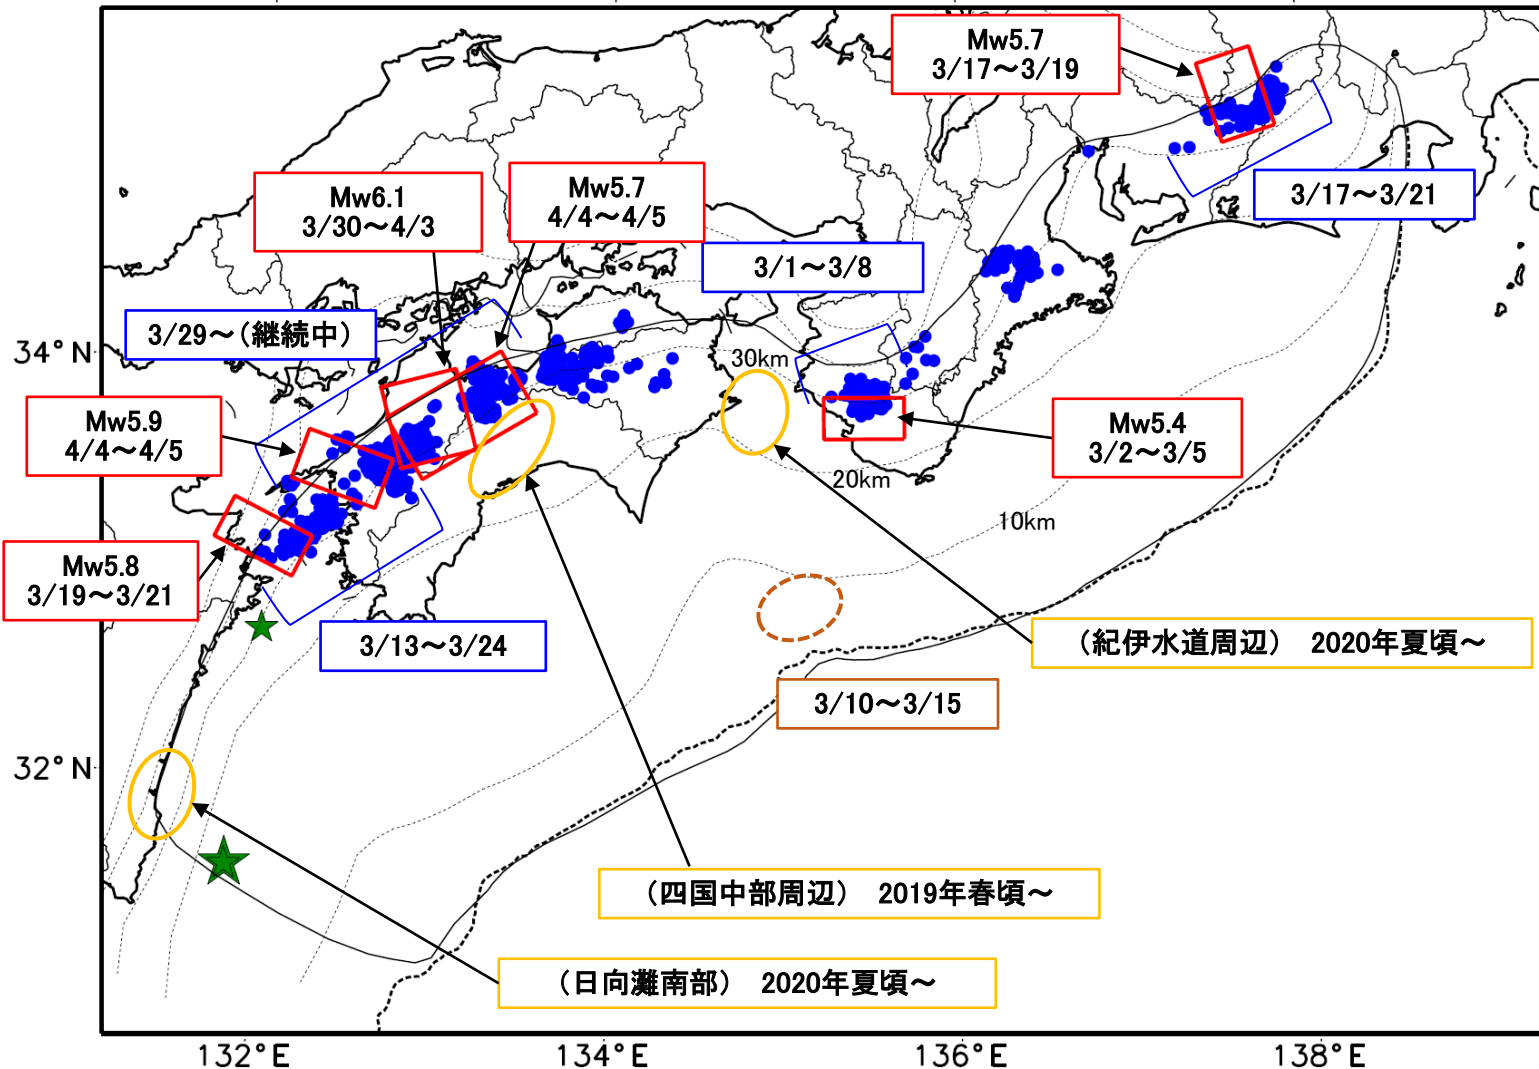 Mw5.7
3/17～3/19
Mw6.1
3/30～4/3
Mw5.7
4/4～4/5
3/17～3/21
3/1～3/8
3/29～(継続中)
34°N
30km
Mw5.9
4/4～4/5
Mw5.4
3/2～3/5
20km
10km
Mw5.8
3/19～3/21
3/13～3/24
(紀伊水道周辺) 2020年夏頃～
3/10～3/15
32°N
(四国中部周辺) 2019年春頃～
(日向灘南部) 2020年夏頃～
132°E
134°E
136°E
138°E